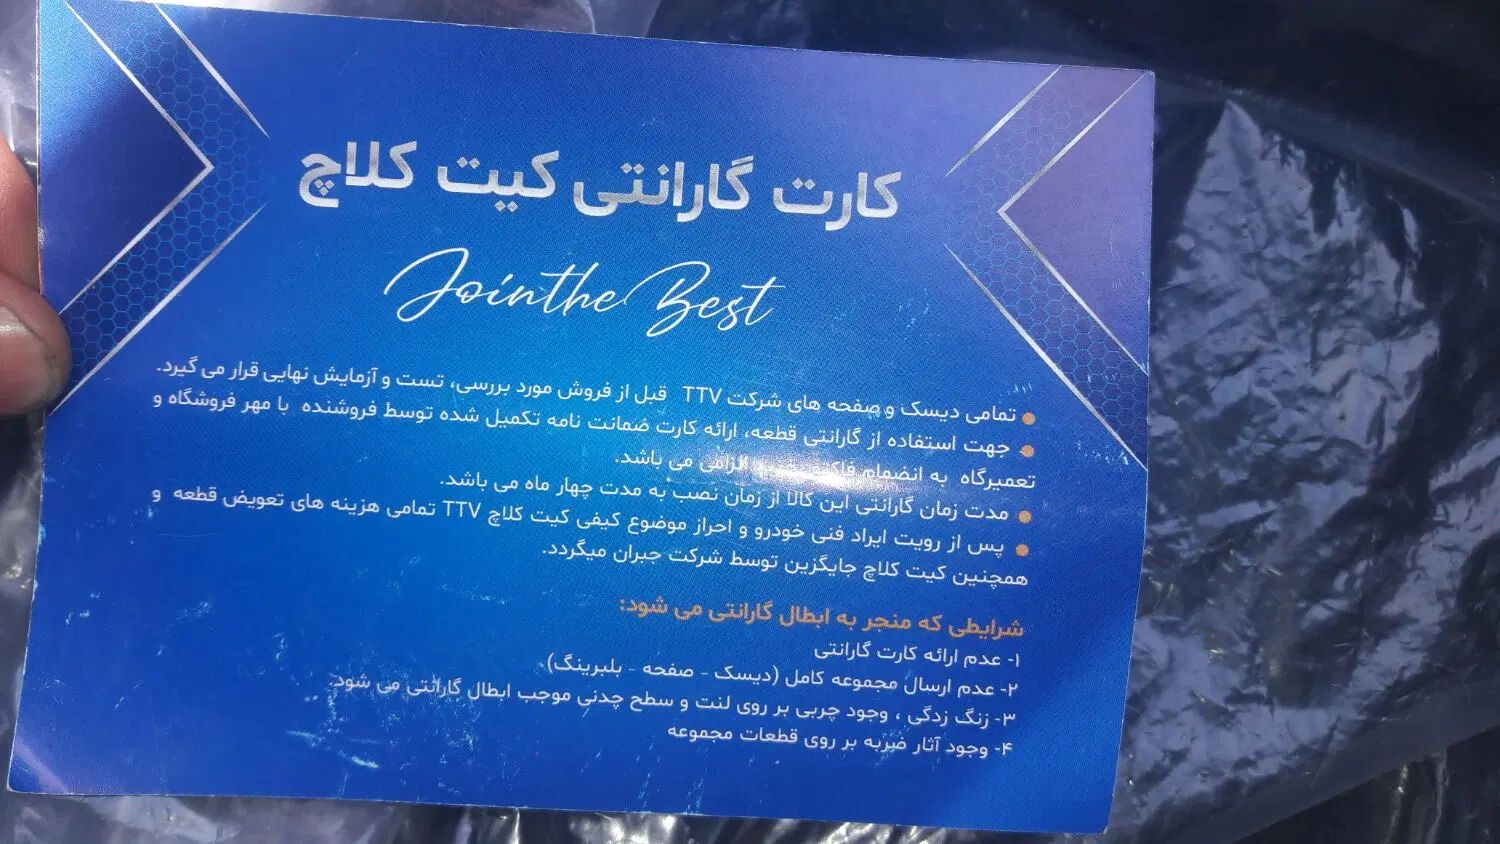 کارت گارانتی کیت کلاچ
Jointhe Best
تمامی دیسک و صفحه های شرکت TTV قبل از فروش مورد بررسی، تست و آزمایش نهایی قرار می گیرد.
جهت استفاده از گارانتی قطعه، ارائه کارت ضمانت نامه تکمیل شده توسط فروشنده با مهر فروشگاه و
تعمیرگاه به انضمام الزامی می باشد.
مدت زمان گارانتی این کالا از زمان نصب به مدت چهار ماه می باشد.
پس از رویت ایراد فنی خودرو و احراز موضوع کیفی کیت کلاچ TTV تمامی هزینه های تعویض قطعه و
همچنین کیت کلاچ جایگزین توسط شرکت جبران میگردد.
شرایطی که منجر به ابطال گارانتی می شود:
۱- عدم ارائه کارت گارانتی
۲- عدم ارسال مجموعه کامل (دیسک - صفحه - بلبرینگ)
۳- زنگ زدگی ، وجود چربی بر روی لنت و سطح چدنی موجب ابطال گارانتی می شود
۴- وجود آثار ضربه بر روی قطعات مجموعه